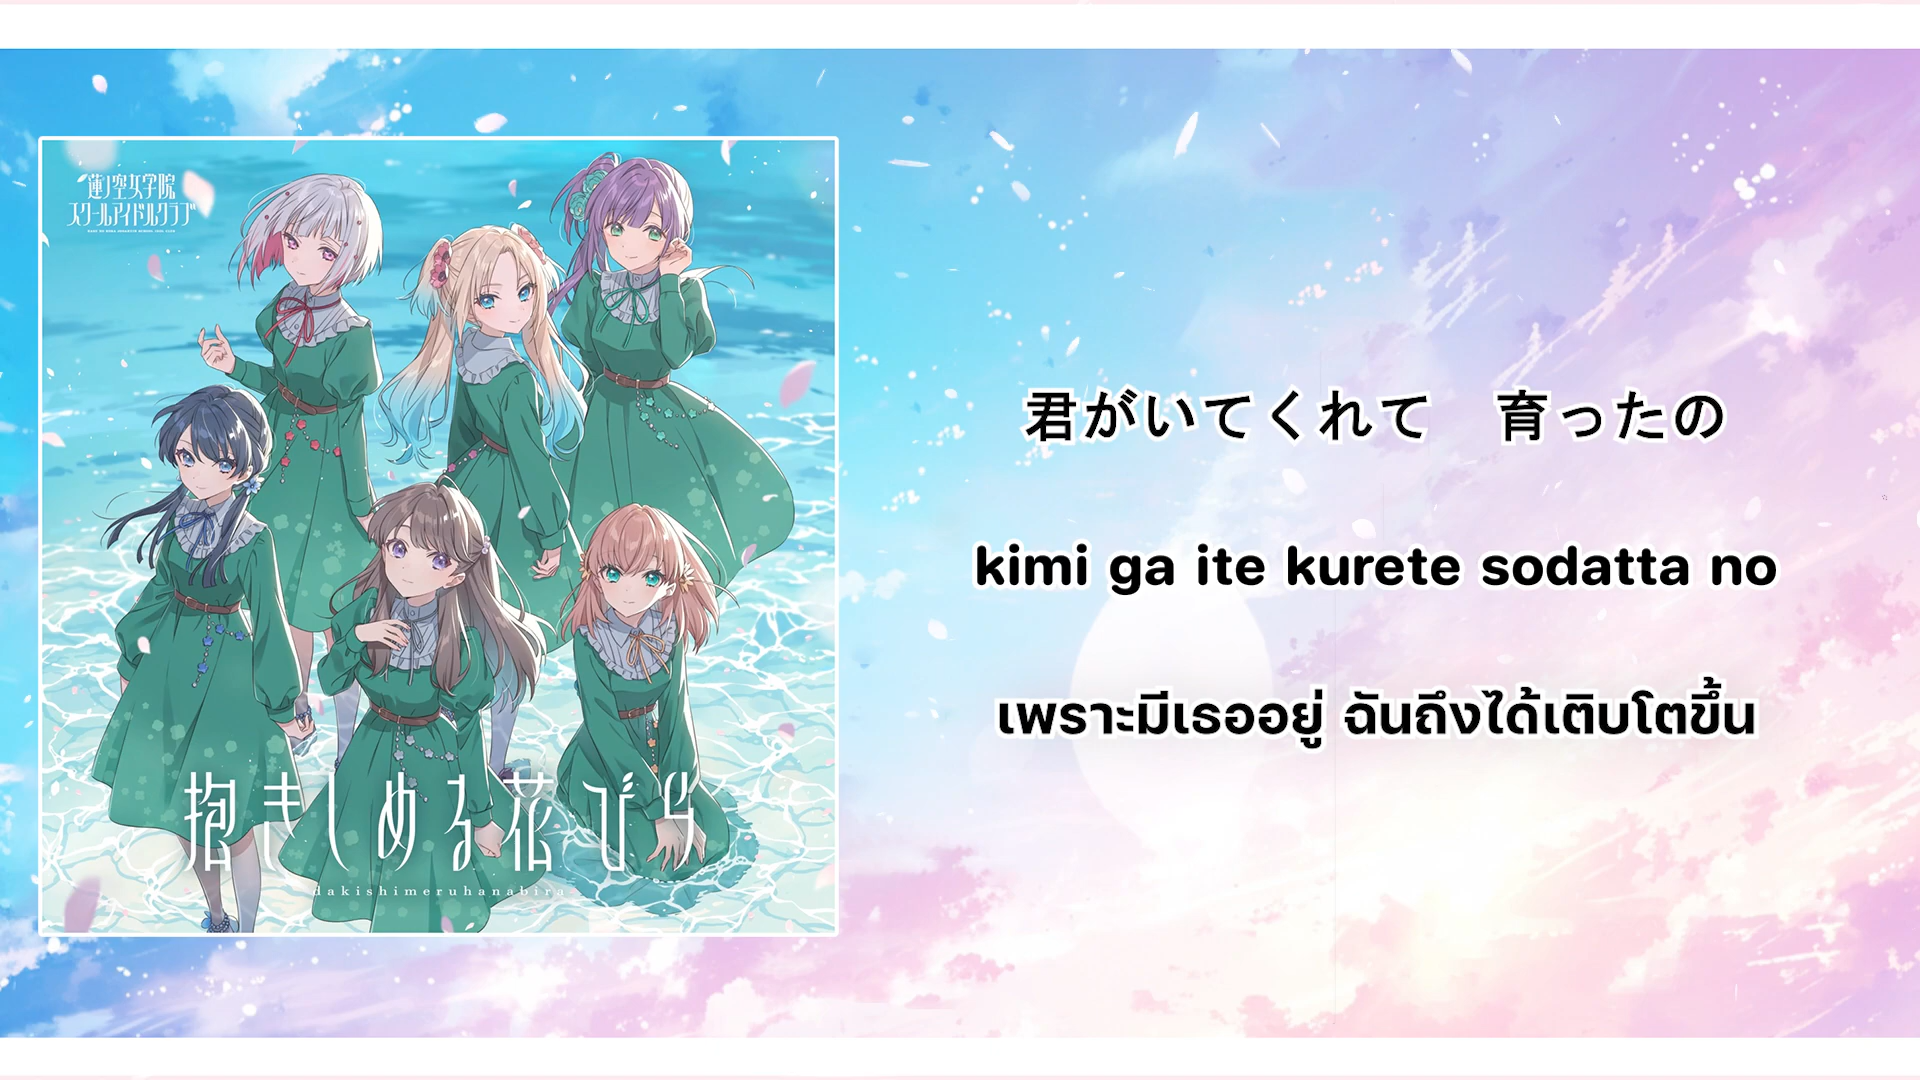 蓮ノ空女学院
スクールアイドルクラブ
抱きしめる花びら
dakishimeruhanabira
君がいてくれて　育ったの
kimi ga ite kurete sodatta no
เพราะมีเธออยู่ ฉันถึงได้เติบโตขึ้น